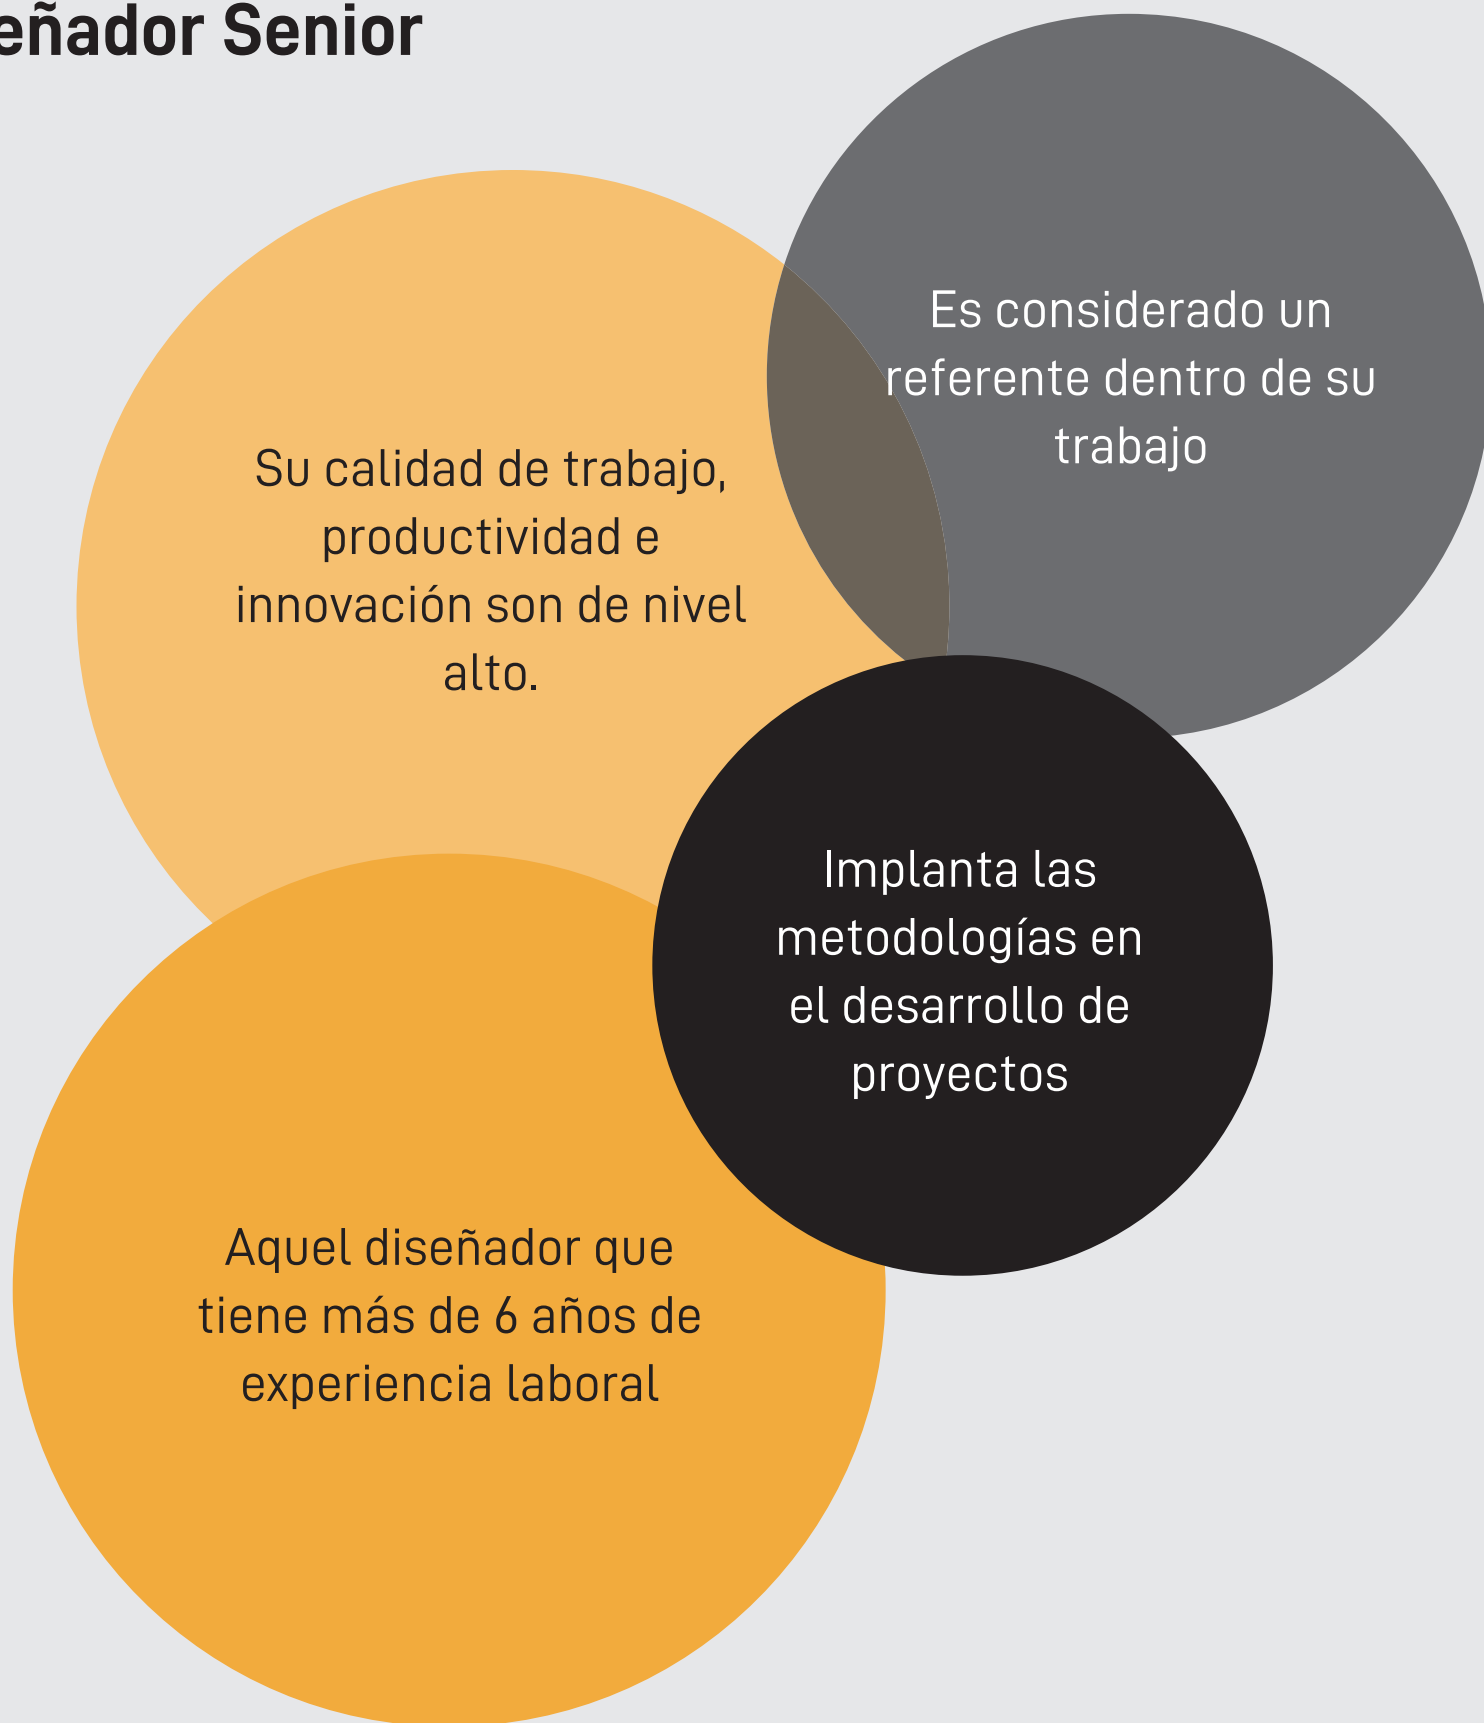 eñador Senior
Es considerado un
referente dentro de su
trabajo
Su calidad de trabajo,
productividad e
innovación son de nivel
alto.
Implanta las
metodologías en
el desarrollo de
proyectos
Aquel diseñador que
tiene más de 6 años de
experiencia laboral